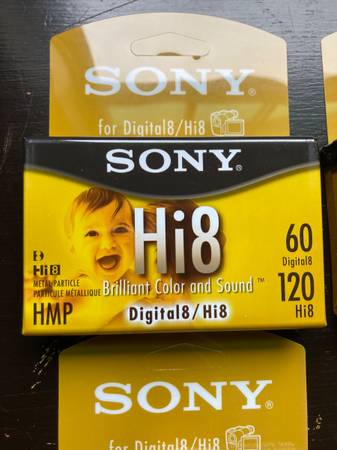 SONY®
for Digital8/Hi8
SONY®
Hi8
Hi8
METAL PARTICLE
PARTICULE MÉTALLIQUE
HMP
Brilliant Color and Sound™
Digital8/Hi8
60
Digital8
120
Hi8
SONY®
for Digital8/Hi8